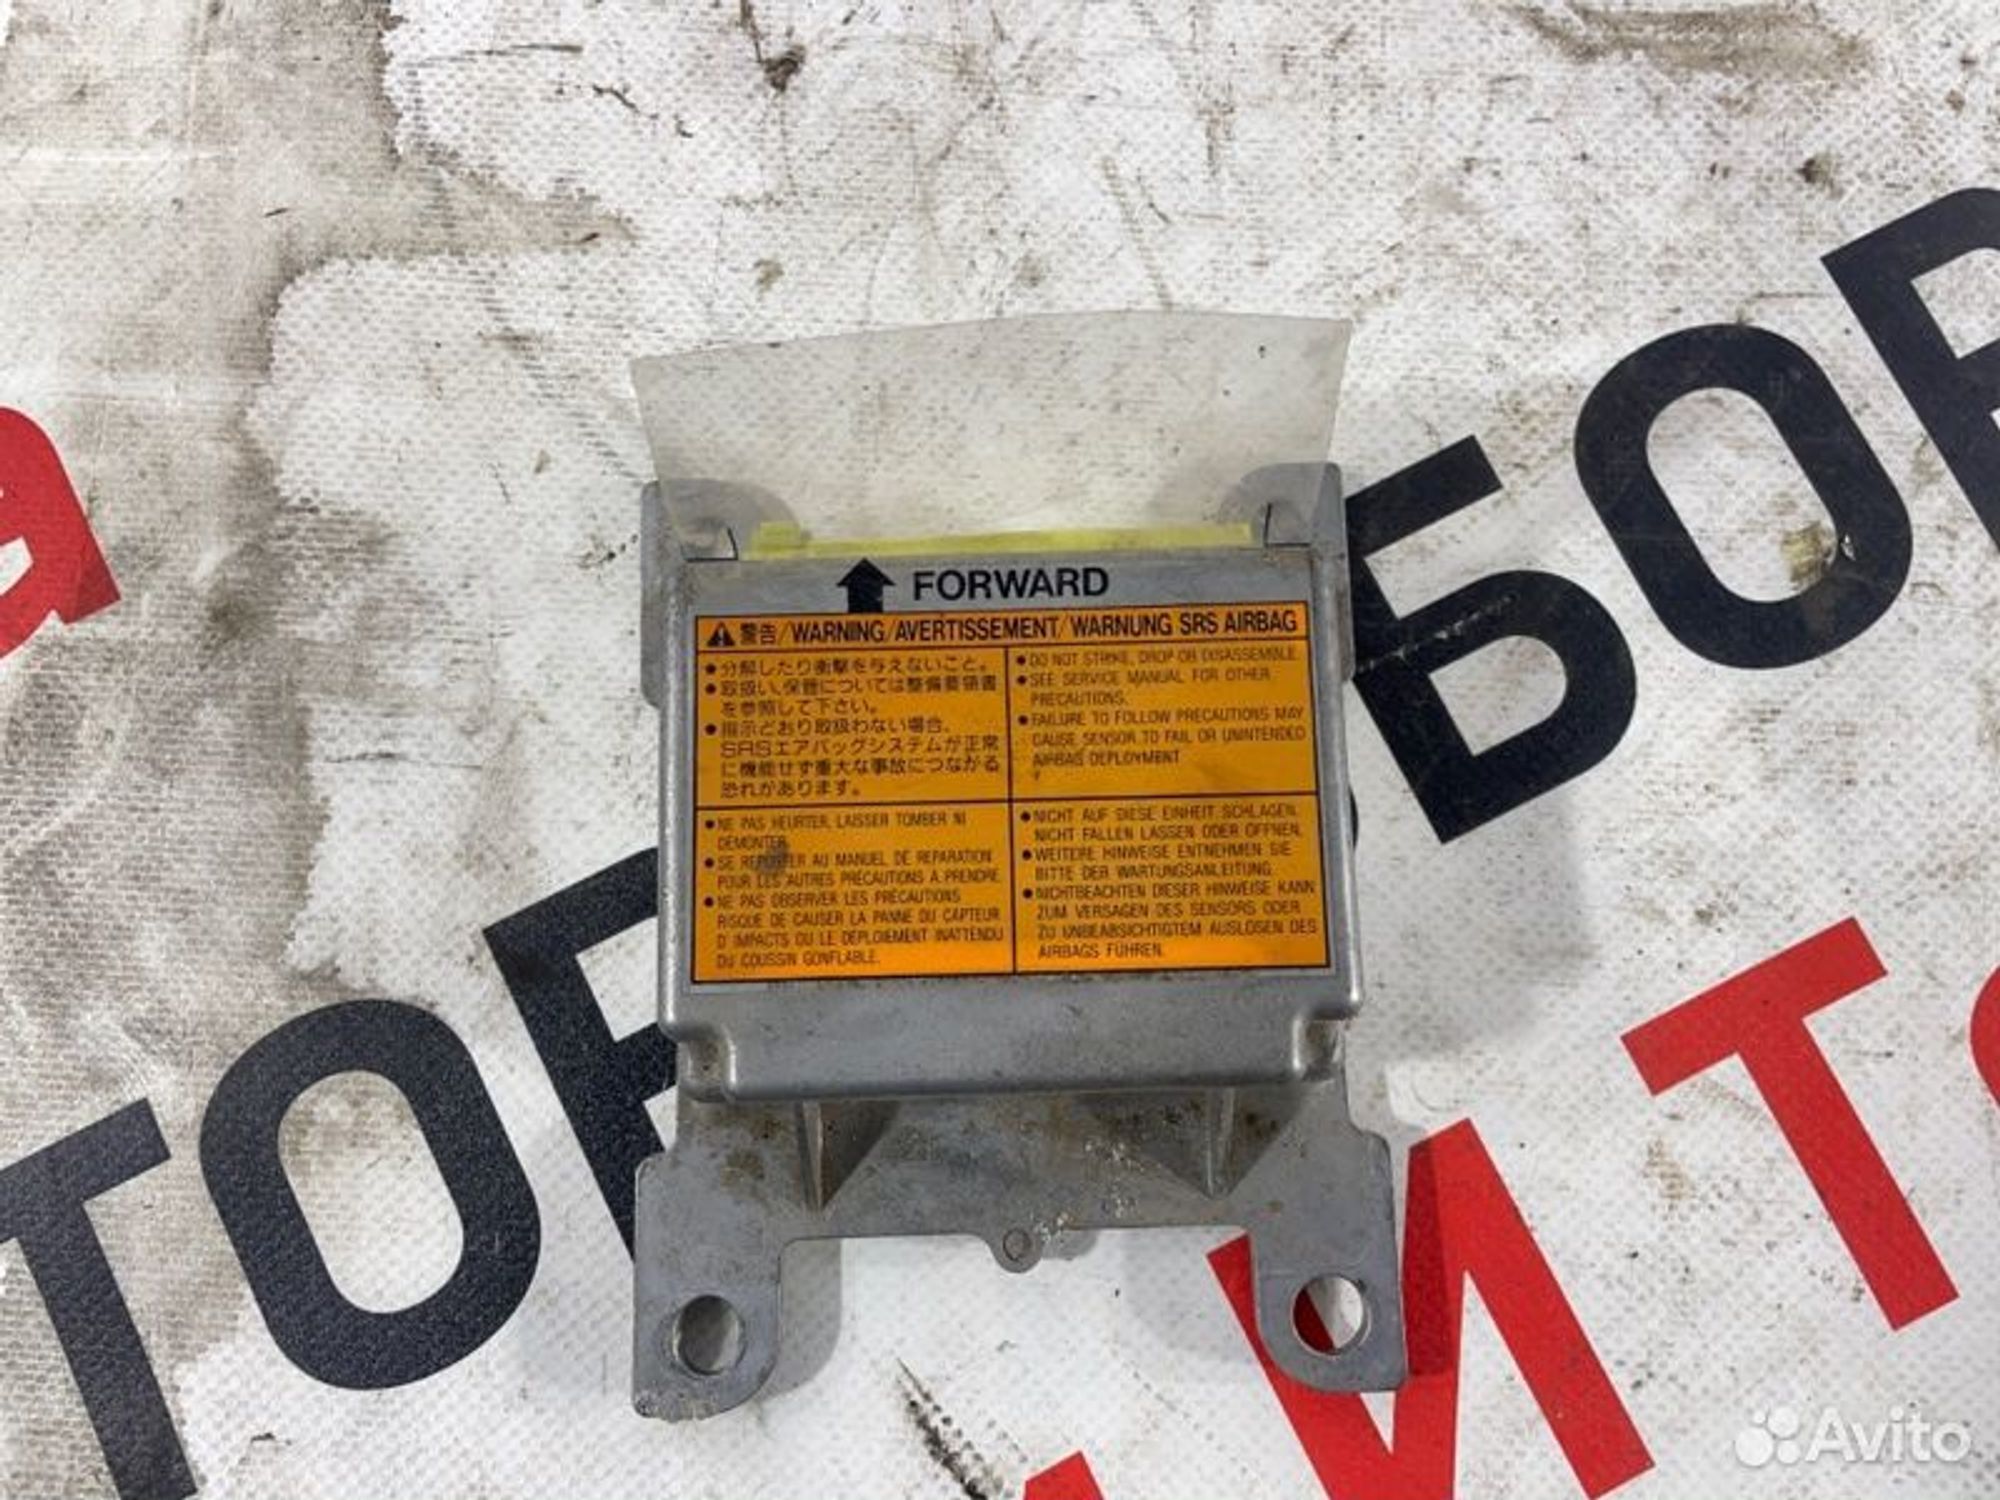 FORWARD
警告/WARNING/AVERTISSEMENT/WARNUNG SRS AIRBAG
●分解したり衝撃を与えないこと。
●取扱い、保管については整備要領書
を参照して下さい。
●指示どおり取扱わない場合、
SRSエアバッグシステムが正常
に機能せず重大な事故につながる
恐れがあります。
●DO NOT STRIKE, DROP OR DISASSEMBLE.
●SEE SERVICE MANUAL FOR OTHER
PRECAUTIONS.
●FAILURE TO FOLLOW PRECAUTIONS MAY
CAUSE SENSOR TO FAIL OR UNINTENDED
AIRBAG DEPLOYMENT
Y
●NE PAS HEURTER, LAISSER TOMBER NI
DEMONTER.
●SE REPORTER AU MANUEL DE REPARATION
POUR LES AUTRES PRÉCAUTIONS A PRENDRE.
●NE PAS OBSERVER LES PRÉCAUTIONS
RISQUE DE CAUSER LA PANNE DU CAPTEUR
D'IMPACTS OU LE DEPLOIEMENT INATTENDU
DU COUSSIN GONFLABLE.
●NICHT AUF DIESE EINHEIT SCHLAGEN.
NICHT FALLEN LASSEN ODER ÖFFNEN.
●WEITERE HINWEISE ENTNEHMEN SIE
BITTE DER WARTUNGSANLEITUNG.
●NICHTBEACHTEN DIESER HINWEISE KANN
ZUM VERSAGEN DES SENSORS ODER
ZU UNBEABSICHTIGTEM AUSLÖSEN DES
AIRBAGS FÜHREN.
ТОР
БОР
И Т
Avito